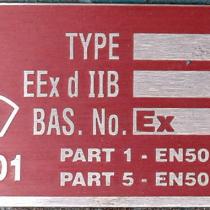 TYPE
EEx d IIB
BAS. No. Ex
01
PART 1 - EN50
PART 5 - EN50